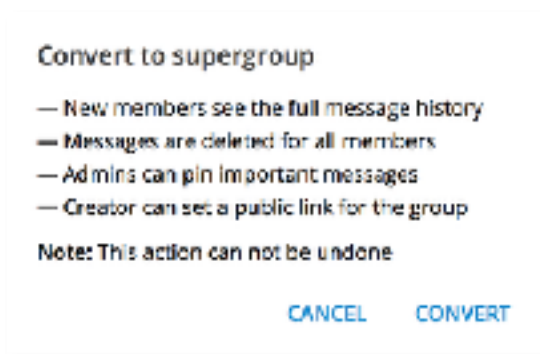 Convert to supergroup
— New members see the full message history
— Messages are deleted for all members
— Admins can pin important messages
— Creator can set a public link for the group
Note: This action can not be undone
CANCEL CONVERT